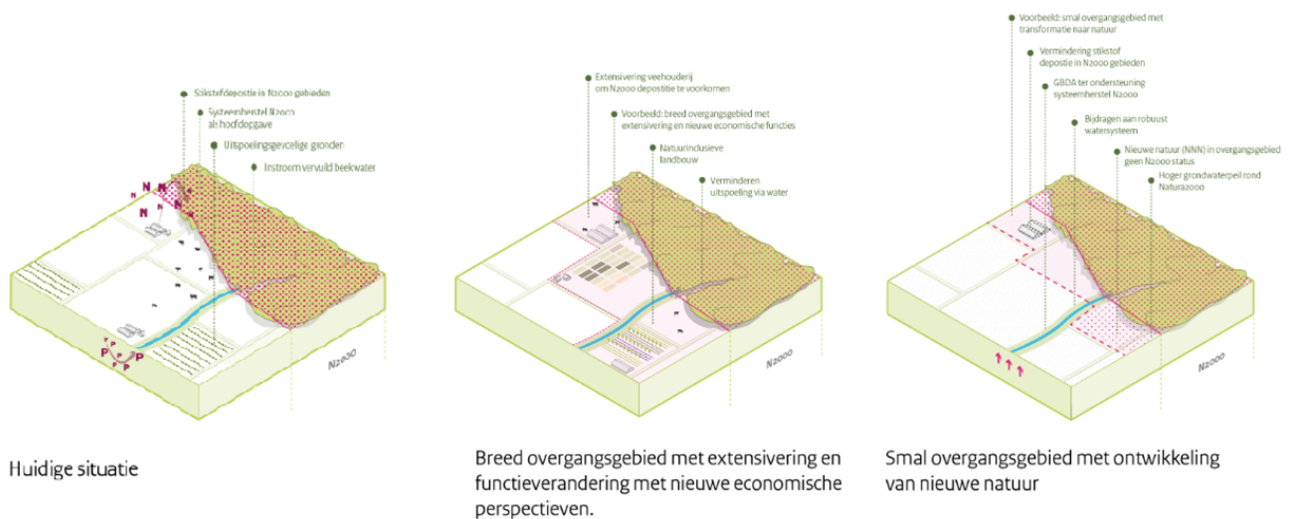 Stikstofdepositie in N2000 gebieden
Systeemherstel N2000
als hoofdopgave
Uitspoelingsgevoelige gronden
Instroom vervuild beekwater
N N N
N N
N N
N
P P
P P
P P
N2000
Huidige situatie
Extensivering veehouderij
om N2000 depostitie te voorkomen
Voorbeeld: breed overgangsgebied met
extensivering en nieuwe economische functies
Natuurinclusieve
landbouw
Verminderen
uitspoeling via water
N2000
Breed overgangsgebied met extensivering en
functieverandering met nieuwe economische
perspectieven.
Voorbeeld: smal overgangsgebied met
transformatie naar natuur
Vermindering stikstof
depostie in N2000 gebieden
GBDA ter ondersteuning
systeemherstel N2000
Bijdragen aan robuust
watersysteem
Nieuwe natuur (NNN) in overgangsgebied
geen N2000 status
Hoger grondwaterpeil rond
Natura2000
N2000
Smal overgangsgebied met ontwikkeling
van nieuwe natuur